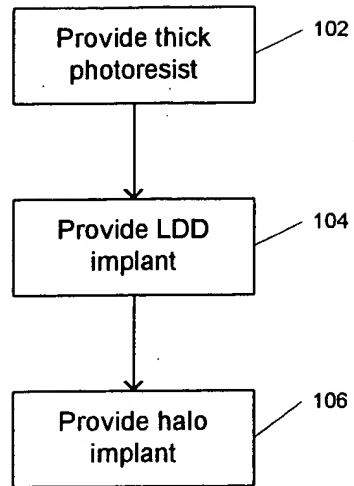 Provide thick
photoresist
102
Provide LDD
implant
104
Provide halo
implant
106